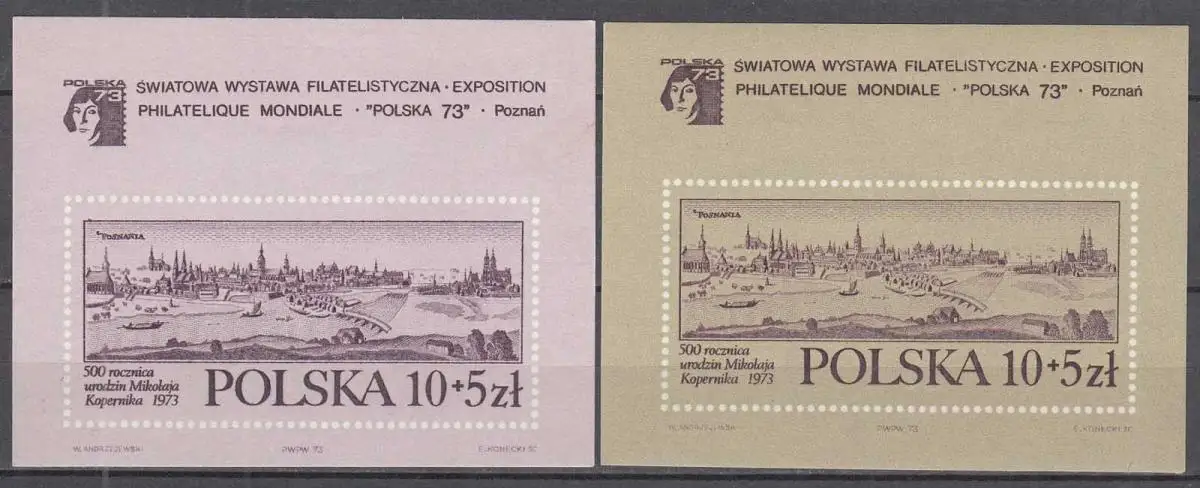 POLSKA
73
ŚWIATOWA WYSTAWA FILATELISTYCZNA · EXPOSITION
PHILATELIQUE MONDIALE · "POLSKA 73" · Poznań
POSNANIA
500 rocznica
urodzin Mikołaja
Kopernika 1973
POLSKA 10+5zł
W. ANDRZEJEWSKI
PWPW 73
E. KONECKI SC
POLSKA
73
ŚWIATOWA WYSTAWA FILATELISTYCZNA · EXPOSITION
PHILATELIQUE MONDIALE · "POLSKA 73" · Poznań
POSNANIA
500 rocznica
urodzin Mikołaja
Kopernika 1973
POLSKA 10+5zł
W. ANDRZEJEWSKI
PWPW 73
E. KONECKI SC